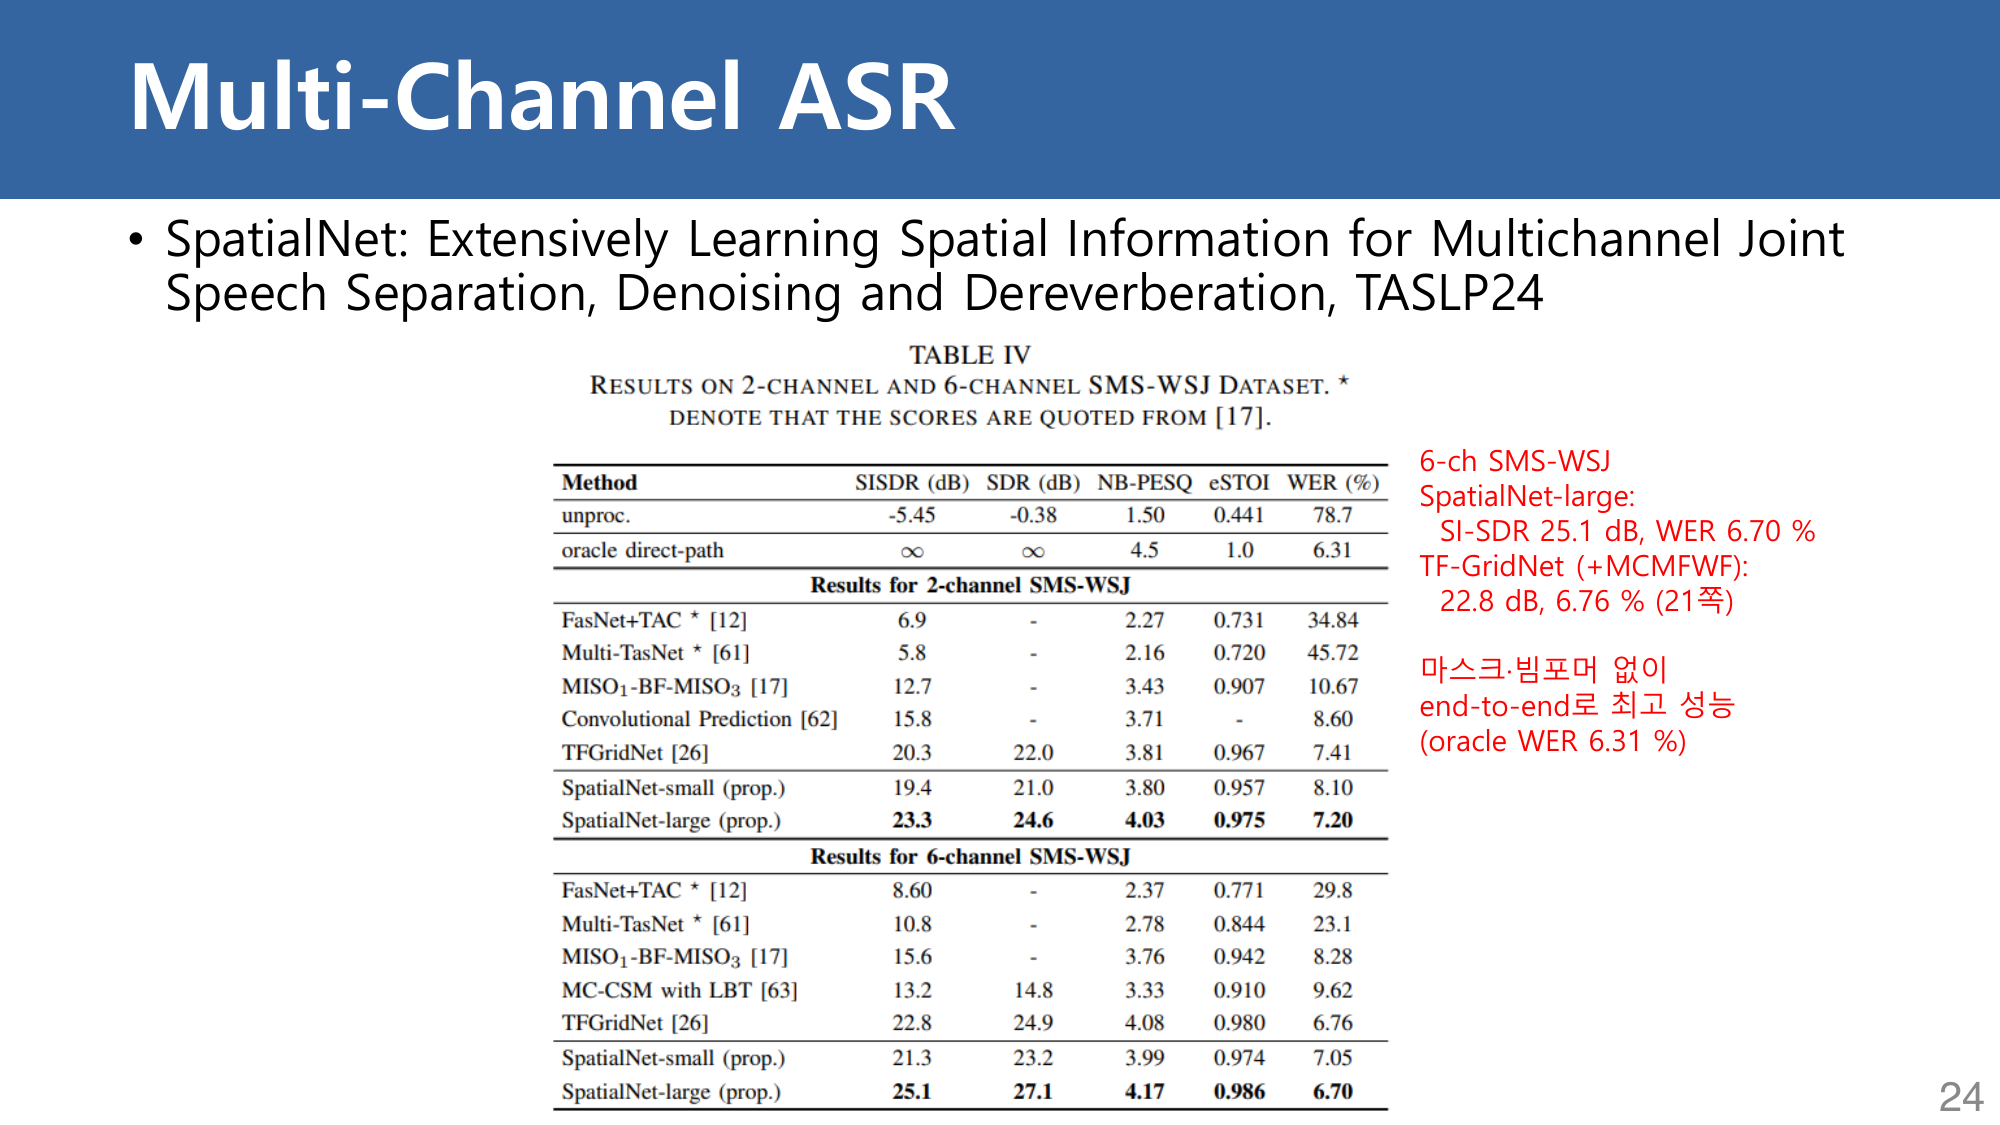 Multi-Channel ASR
• SpatialNet: Extensively Learning Spatial Information for Multichannel Joint
Speech Separation, Denoising and Dereverberation, TASLP24
TABLE IV
RESULTS ON 2-CHANNEL AND 6-CHANNEL SMS-WSJ DATASET. *
DENOTE THAT THE SCORES ARE QUOTED FROM [17].
Method SISDR (dB) SDR (dB) NB-PESQ eSTOI WER (%)
unproc. -5.45 -0.38 1.50 0.441 78.7
oracle direct-path ∞ ∞ 4.5 1.0 6.31
Results for 2-channel SMS-WSJ
FasNet+TAC * [12] 6.9 - 2.27 0.731 34.84
Multi-TasNet * [61] 5.8 - 2.16 0.720 45.72
MISO₁-BF-MISO₃ [17] 12.7 - 3.43 0.907 10.67
Convolutional Prediction [62] 15.8 - 3.71 - 8.60
TFGridNet [26] 20.3 22.0 3.81 0.967 7.41
SpatialNet-small (prop.) 19.4 21.0 3.80 0.957 8.10
SpatialNet-large (prop.) 23.3 24.6 4.03 0.975 7.20
Results for 6-channel SMS-WSJ
FasNet+TAC * [12] 8.60 - 2.37 0.771 29.8
Multi-TasNet * [61] 10.8 - 2.78 0.844 23.1
MISO₁-BF-MISO₃ [17] 15.6 - 3.76 0.942 8.28
MC-CSM with LBT [63] 13.2 14.8 3.33 0.910 9.62
TFGridNet [26] 22.8 24.9 4.08 0.980 6.76
SpatialNet-small (prop.) 21.3 23.2 3.99 0.974 7.05
SpatialNet-large (prop.) 25.1 27.1 4.17 0.986 6.70
6-ch SMS-WSJ
SpatialNet-large:
SI-SDR 25.1 dB, WER 6.70 %
TF-GridNet (+MCMFWF):
22.8 dB, 6.76 % (21쪽)
마스크·빔포머 없이
end-to-end로 최고 성능
(oracle WER 6.31 %)
24